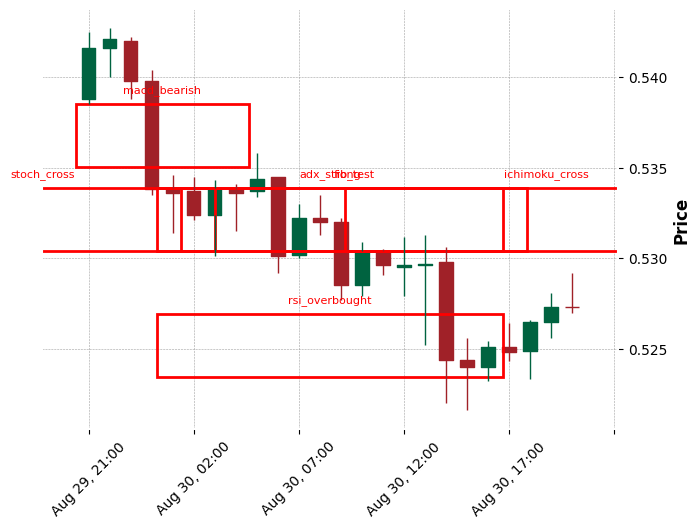 0.540
macd_bearish
0.535
stoch_cross
adx_strong
fib_test
ichimoku_cross
Price
0.530
rsi_overbought
0.525
Aug 29, 21:00
Aug 30, 02:00
Aug 30, 07:00
Aug 30, 12:00
Aug 30, 17:00